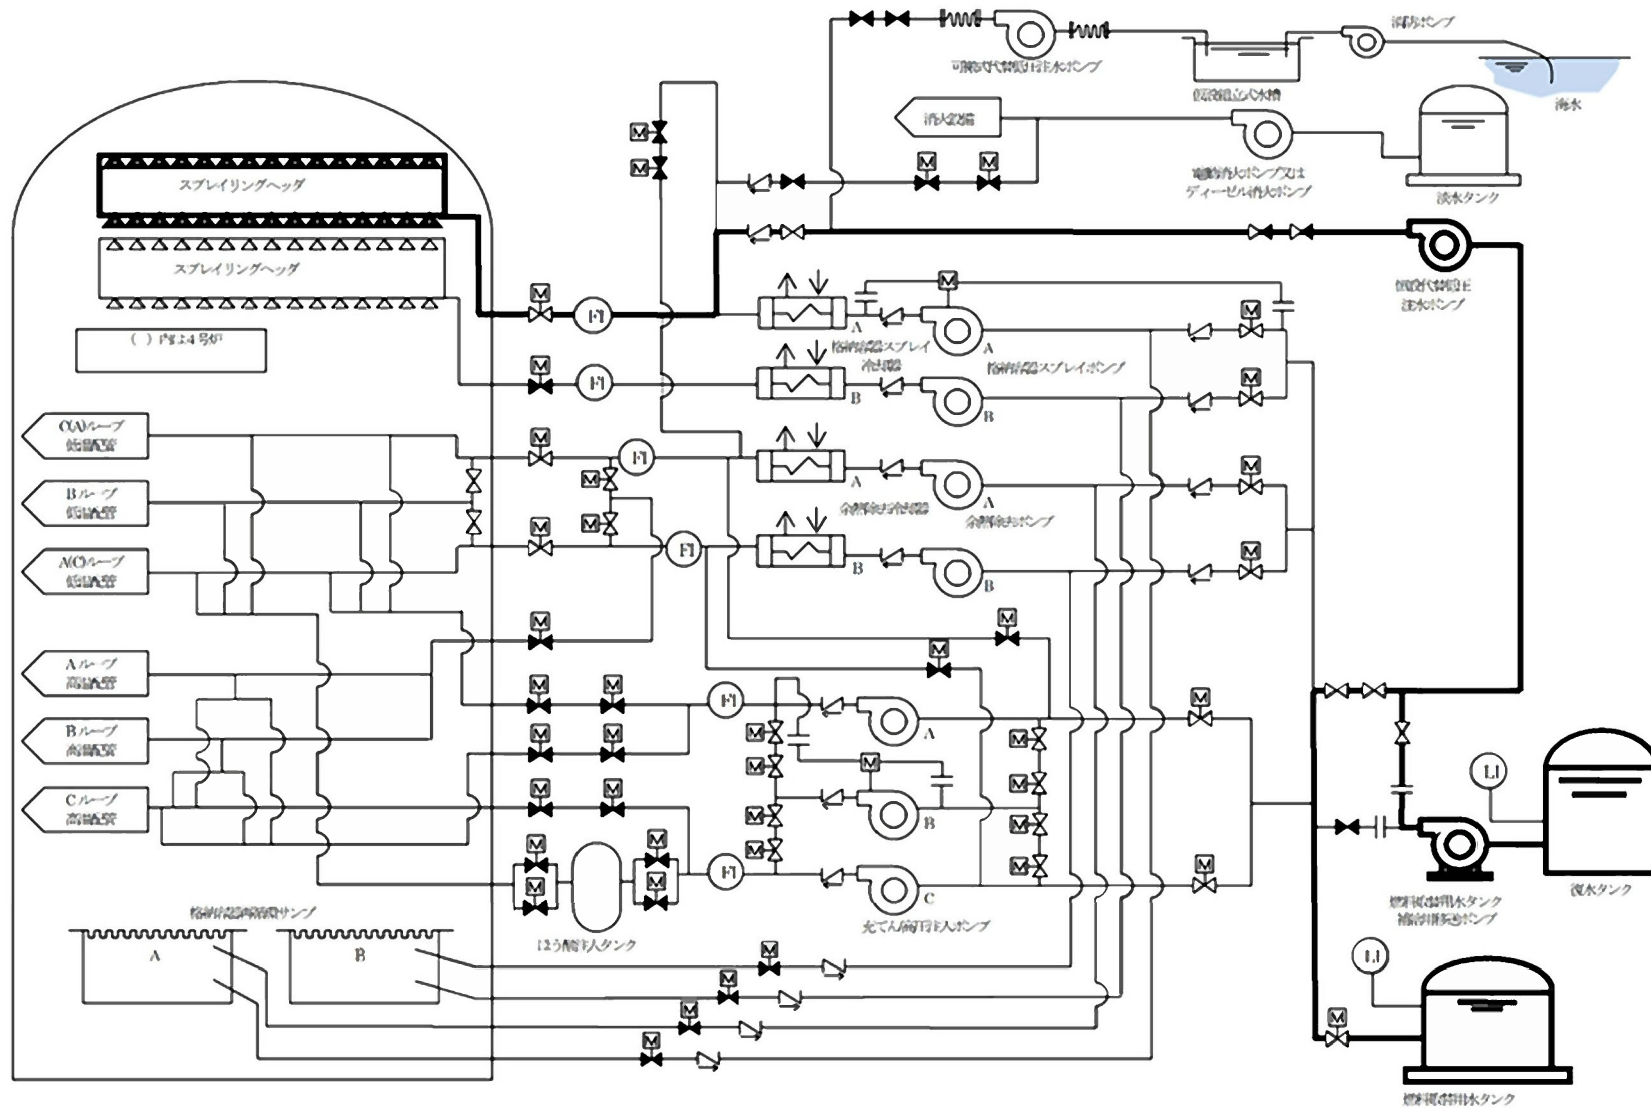 消防ポンプ
可搬式代替低圧注水ポンプ
仮設組立式水槽
海水
消火設備
電動消火ポンプ又は
ディーゼル消火ポンプ
淡水タンク
スプレイリングヘッダ
スプレイリングヘッダ
恒設代替低圧
注水ポンプ
M
M
M
M
( ) 内は4号炉
M
FI
M
A
格納容器スプレイ
冷却器
A
格納容器スプレイポンプ
M
M
FI
B
B
M
C(A)ループ
低温配管
M
FI
M
A
余熱除去冷却器
A
余熱除去ポンプ
M
Bループ
低温配管
M
A(C)ループ
低温配管
M
FI
B
B
M
M
M
M
Aループ
高温配管
M
M
FI
A
M
Bループ
高温配管
M
M
M
M
M
M
M
LI
Cループ
高温配管
M
M
M
B
M
M
M
M
M
M
M
FI
C
M
充てん/高圧注入ポンプ
ほう酸注入タンク
燃料取替用水タンク
補給用移送ポンプ
復水タンク
格納容器再循環サンプ
A
B
M
M
M
M
LI
M
燃料取替用水タンク